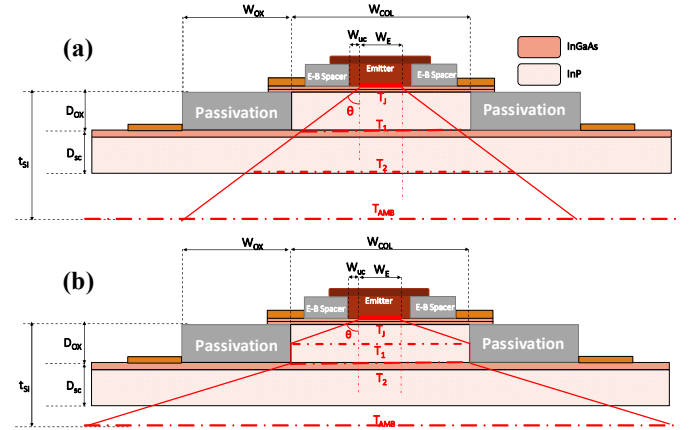 W_OX W_COL
(a)
W_uc W_E
InGaAs
E-B Spacer Emitter E-B Spacer
InP
D_OX Passivation T_J Passivation
θ
T_1
t_SI D_sc
T_2
T_AMB
(b)
W_OX W_COL
W_uc W_E
E-B Spacer Emitter E-B Spacer
D_OX Passivation θ T_J Passivation
T_1
t_SI D_sc T_2
T_AMB